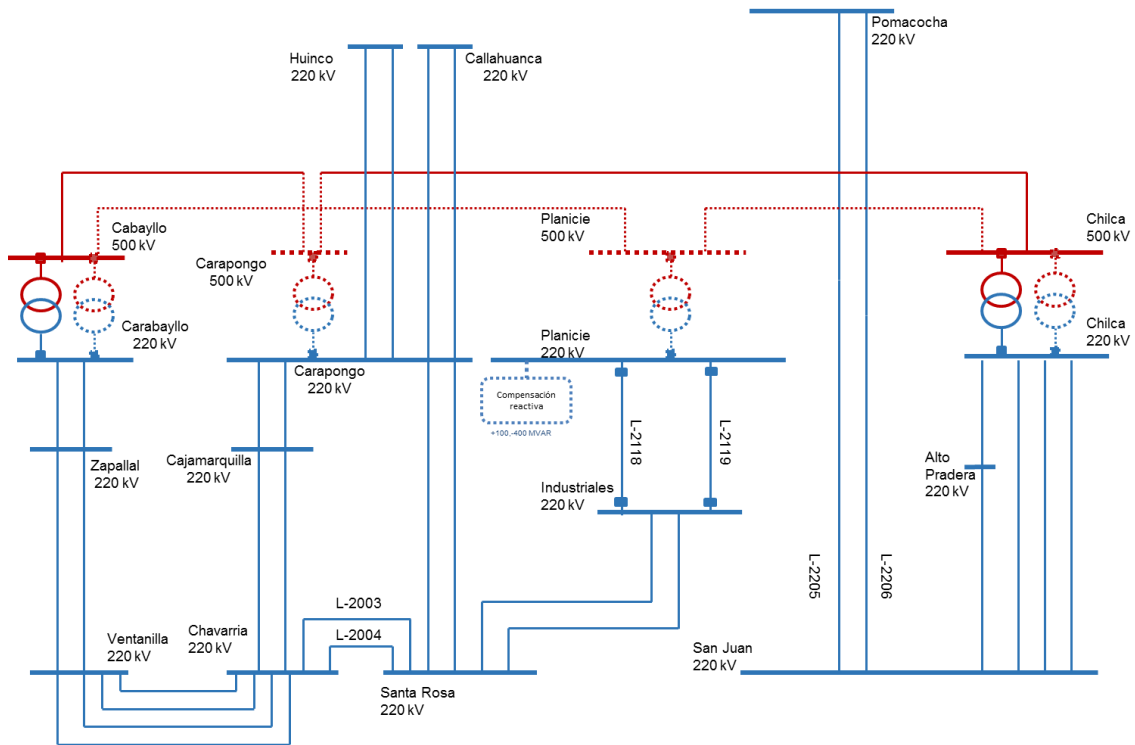 Pomacocha
220 kV
Huinco
220 kV
Callahuanca
220 kV
Cabayllo
500 kV
Carapongo
500 kV
Planicie
500 kV
Chilca
500 kV
Carabayllo
220 kV
Carapongo
220 kV
Planicie
220 kV
Chilca
220 kV
Compensación
reactiva
+100,-400 MVAR
L-2118
L-2119
Zapallal
220 kV
Cajamarquilla
220 kV
Industriales
220 kV
Alto
Pradera
220 kV
L-2205
L-2206
L-2003
L-2004
Ventanilla
220 kV
Chavarria
220 kV
Santa Rosa
220 kV
San Juan
220 kV